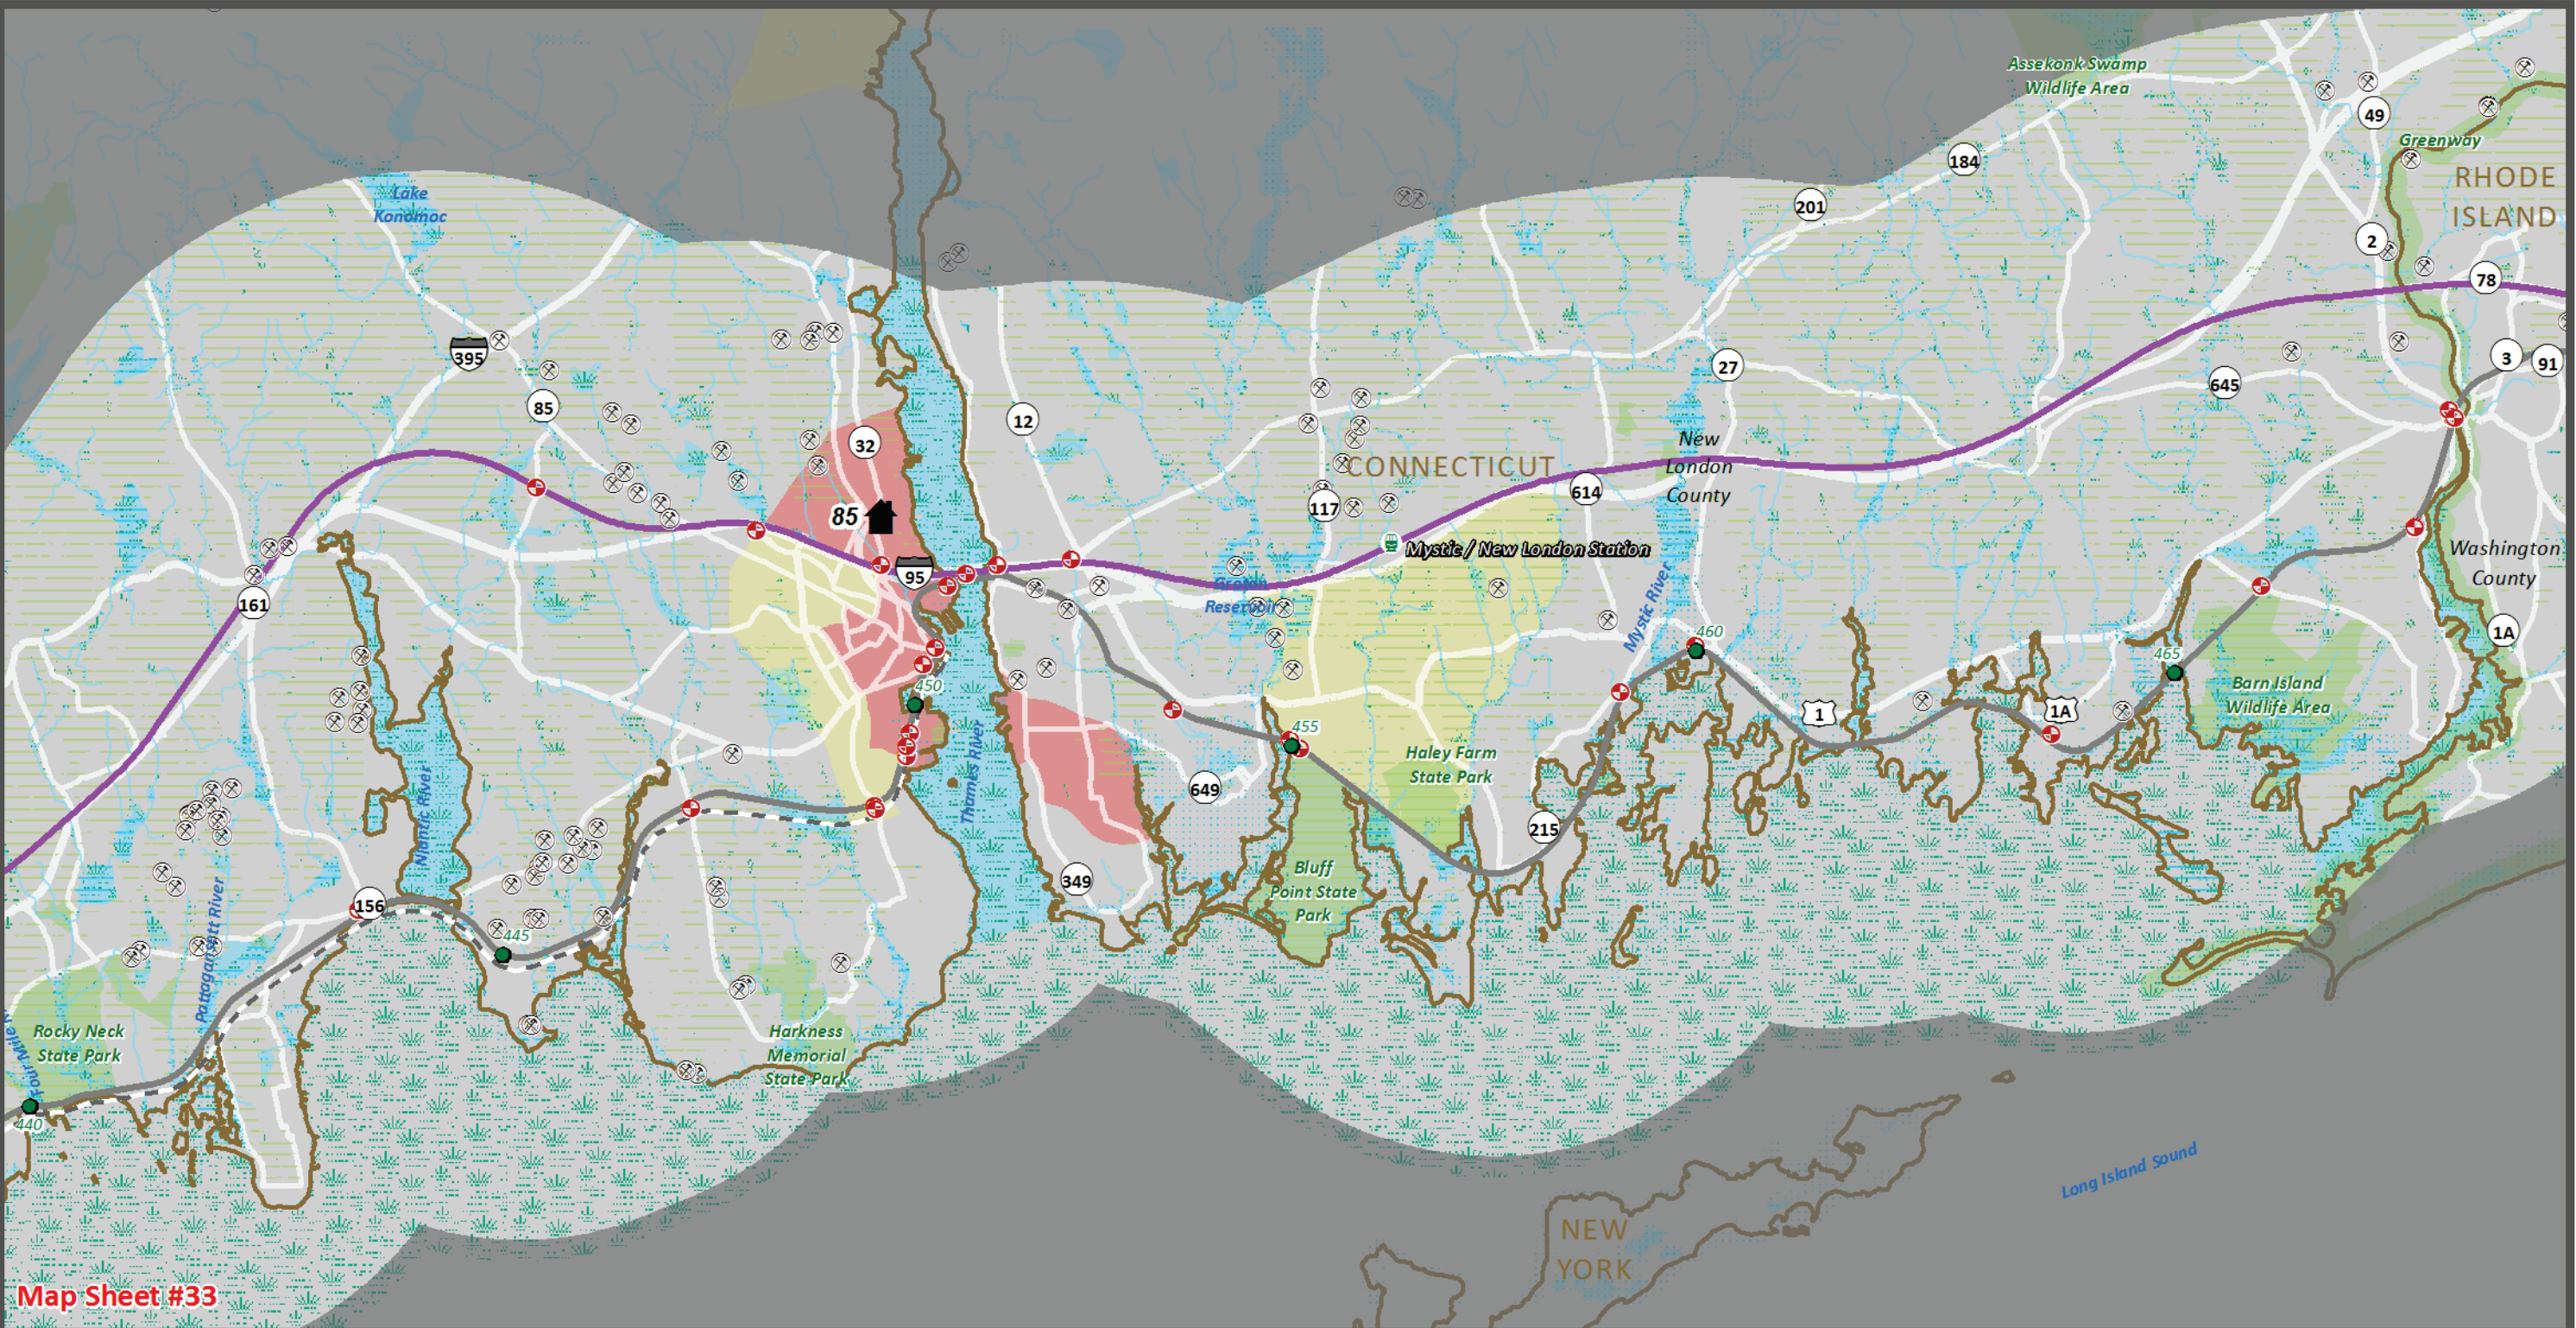 Assekonk Swamp
Wildlife Area
49
Greenway
RHODE
ISLAND
184
201
2
78
Lake
Konomoc
395
85
32
12
27
645
3
91
New
London
County
CONNECTICUT
614
117
85
95
Mystic / New London Station
Groton
Reservoir
161
Washington
County
1A
Mystic River
460
465
450
455
Barn Island
Wildlife Area
1
1A
Haley Farm
State Park
649
215
Thames River
Niantic River
349
Bluff
Point State
Park
156
445
Pattagansett River
Rocky Neck
State Park
Harkness
Memorial
State Park
440
Long Island Sound
NEW
YORK
Map Sheet #33